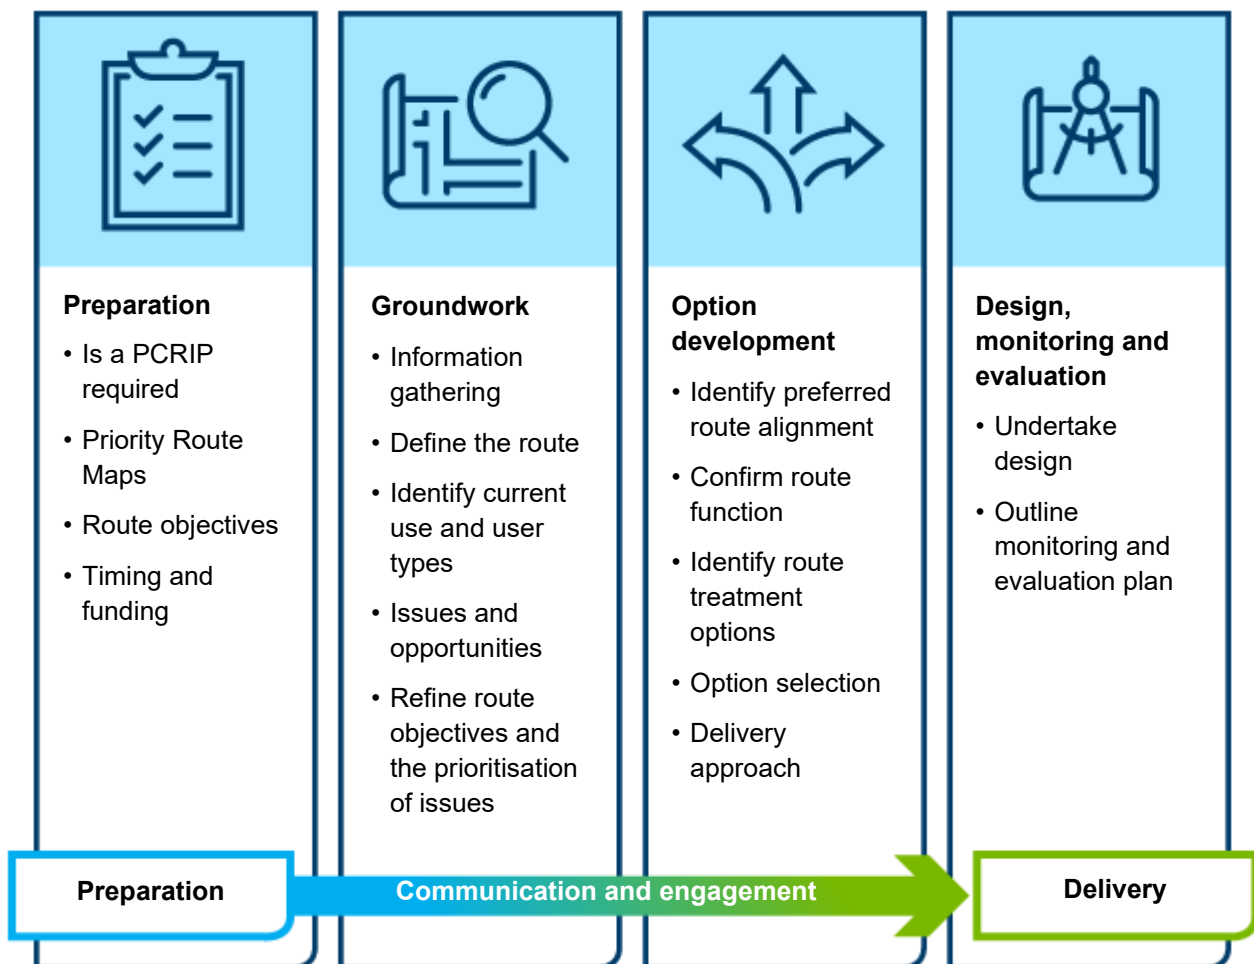 Preparation
• Is a PCRIP
required
• Priority Route
Maps
• Route objectives
• Timing and
funding
Groundwork
• Information
gathering
• Define the route
• Identify current
use and user
types
• Issues and
opportunities
• Refine route
objectives and
the prioritisation
of issues
Option
development
• Identify preferred
route alignment
• Confirm route
function
• Identify route
treatment
options
• Option selection
• Delivery
approach
Design,
monitoring and
evaluation
• Undertake
design
• Outline
monitoring and
evaluation plan
Preparation
Communication and engagement
Delivery